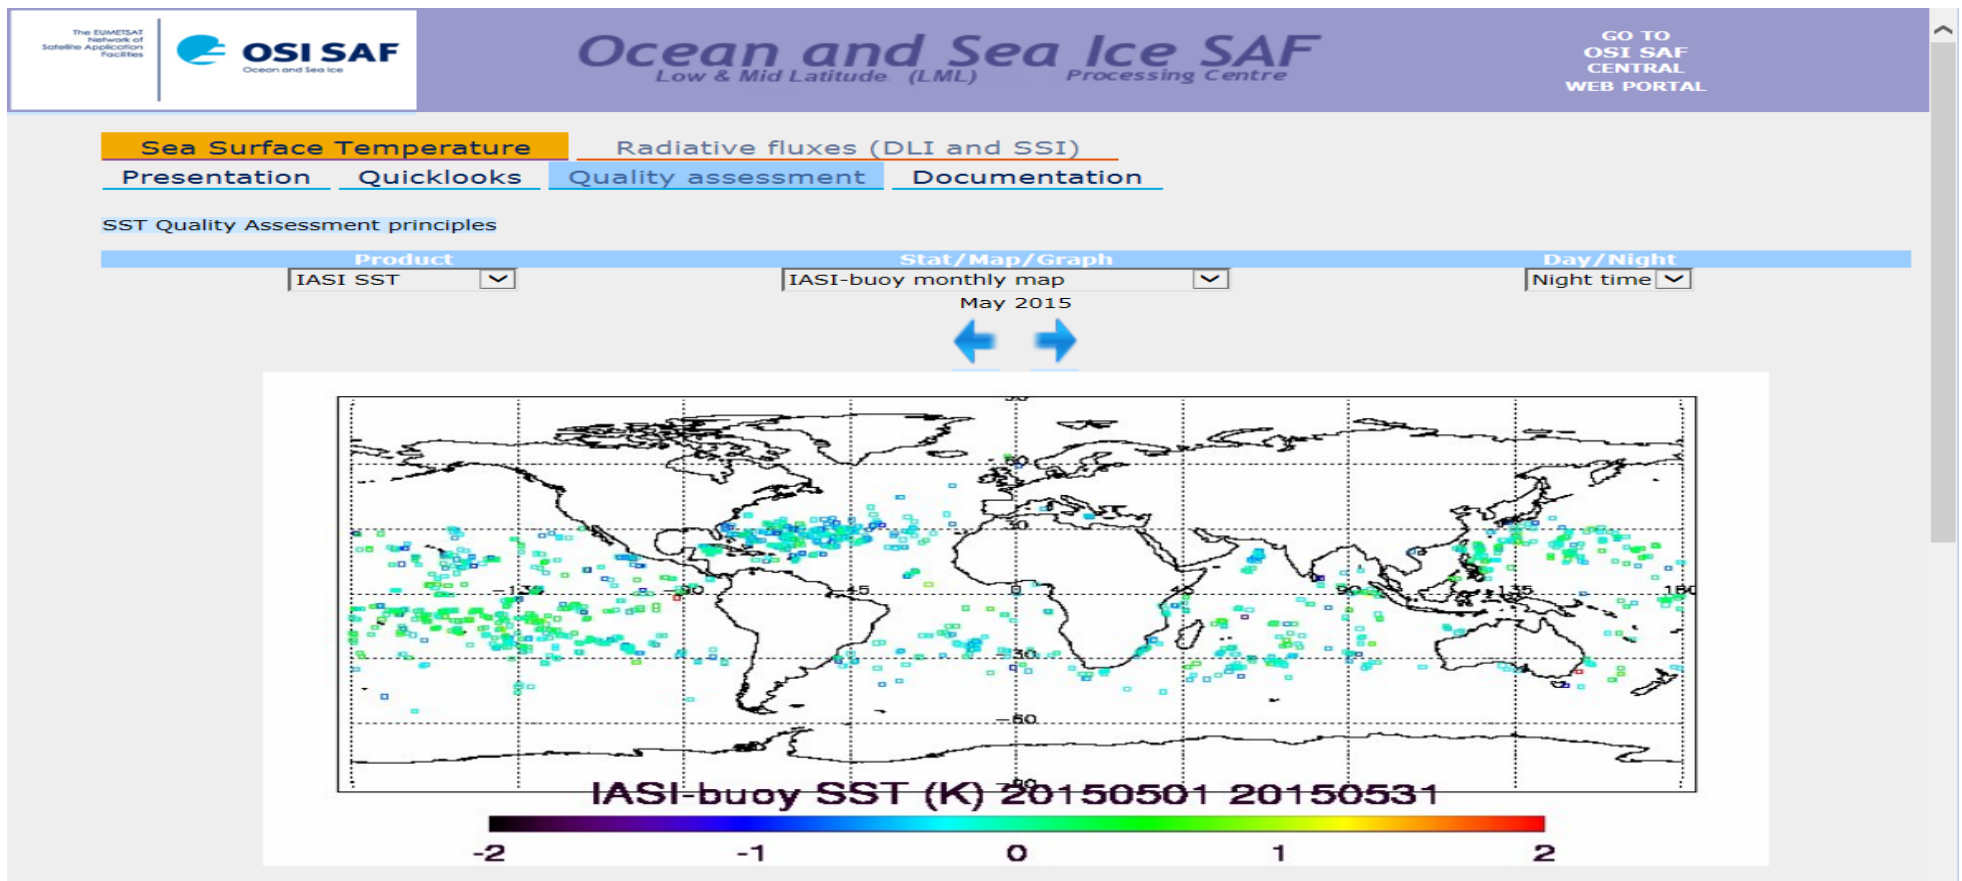 The EUMETSAT
Network of
Satellite Application
Facilities
OSI SAF
Ocean and Sea Ice
Ocean and Sea Ice SAF
Low & Mid Latitude (LML) Processing Centre
GO TO
OSI SAF
CENTRAL
WEB PORTAL
Sea Surface Temperature Radiative fluxes (DLI and SSI)
Presentation Quicklooks Quality assessment Documentation
SST Quality Assessment principles
Product Stat/Map/Graph Day/Night
IASI SST IASI-buoy monthly map Night time
May 2015
60
30
-135 -90 -45 0 45 90 135 180
-30
-60
-90
IASI-buoy SST (K) 20150501 20150531
-2 -1 0 1 2